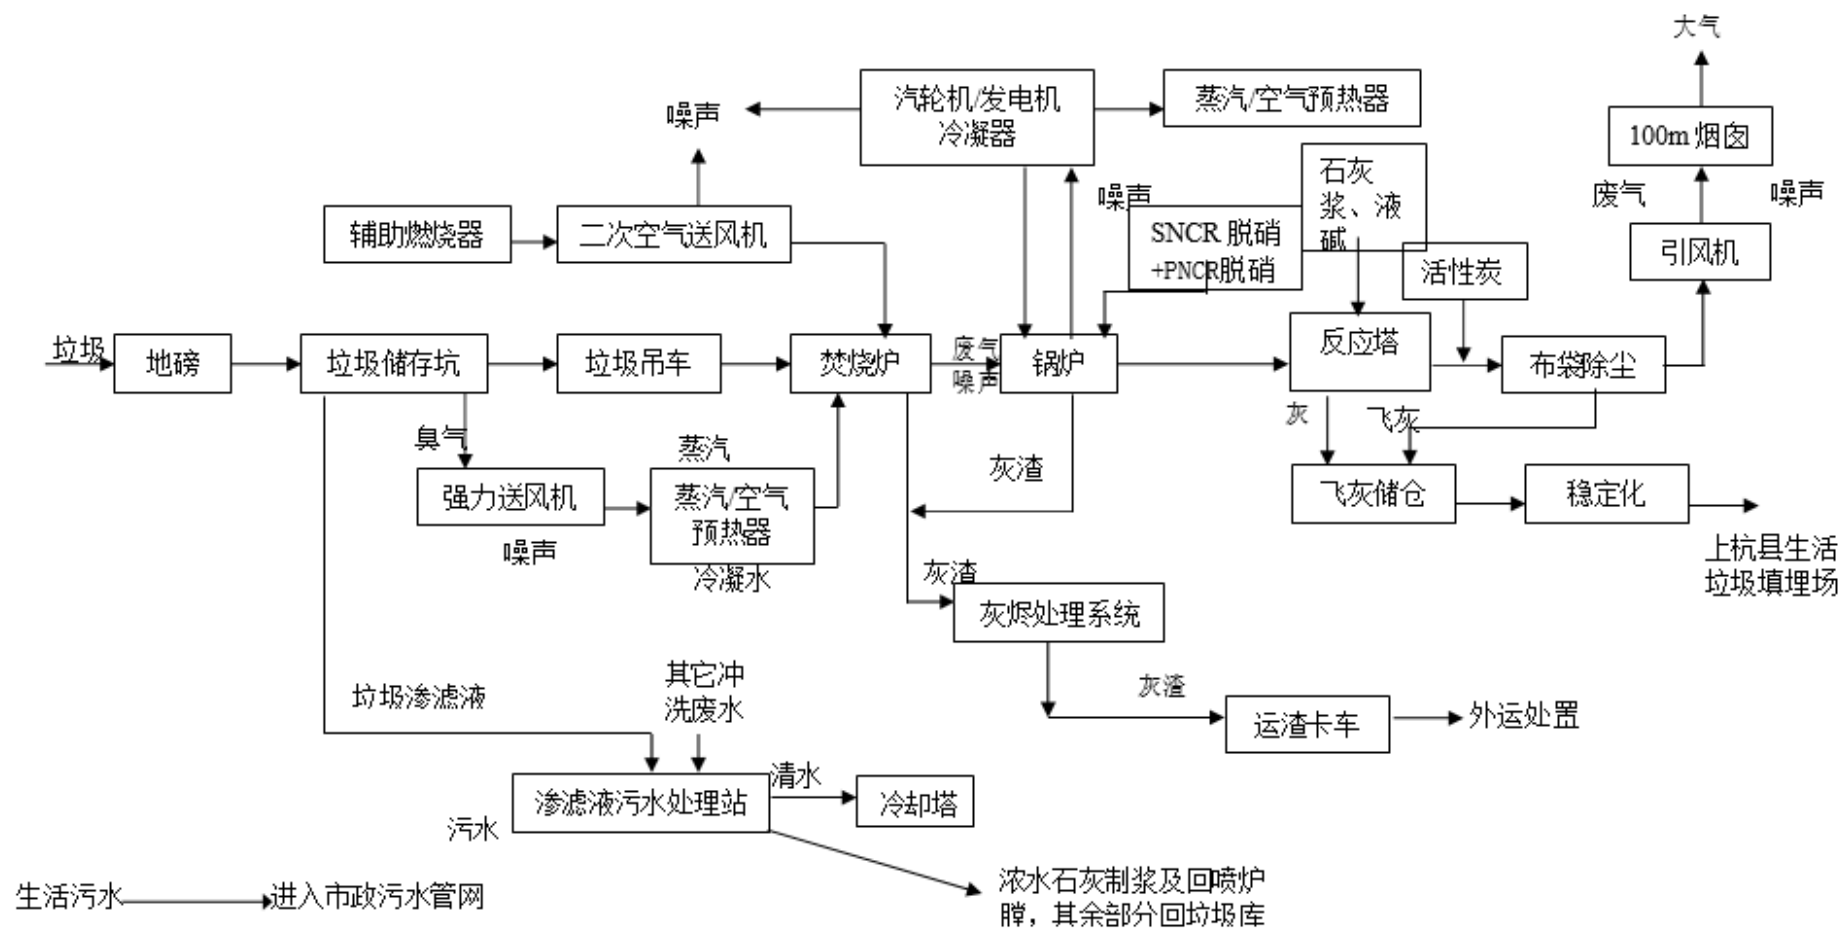 大气
汽轮机/发电机
冷凝器
蒸汽/空气预热器
噪声
100m 烟囱
石灰
浆、液
碱
噪声
废气
噪声
辅助燃烧器
二次空气送风机
SNCR 脱硝
+PNCR脱硝
活性炭
引风机
垃圾
地磅
垃圾储存坑
垃圾吊车
焚烧炉
废气
噪声
锅炉
反应塔
布袋除尘
灰
飞灰
臭气
蒸汽
灰渣
强力送风机
蒸汽/空气
预热器
飞灰储仓
稳定化
噪声
冷凝水
上杭县生活
垃圾填埋场
灰渣
灰烬处理系统
垃圾渗滤液
其它冲
洗废水
灰渣
运渣卡车
外运处置
渗滤液污水处理站
清水
冷却塔
污水
生活污水
进入市政污水管网
浓水石灰制浆及回喷炉
膛，其余部分回垃圾库